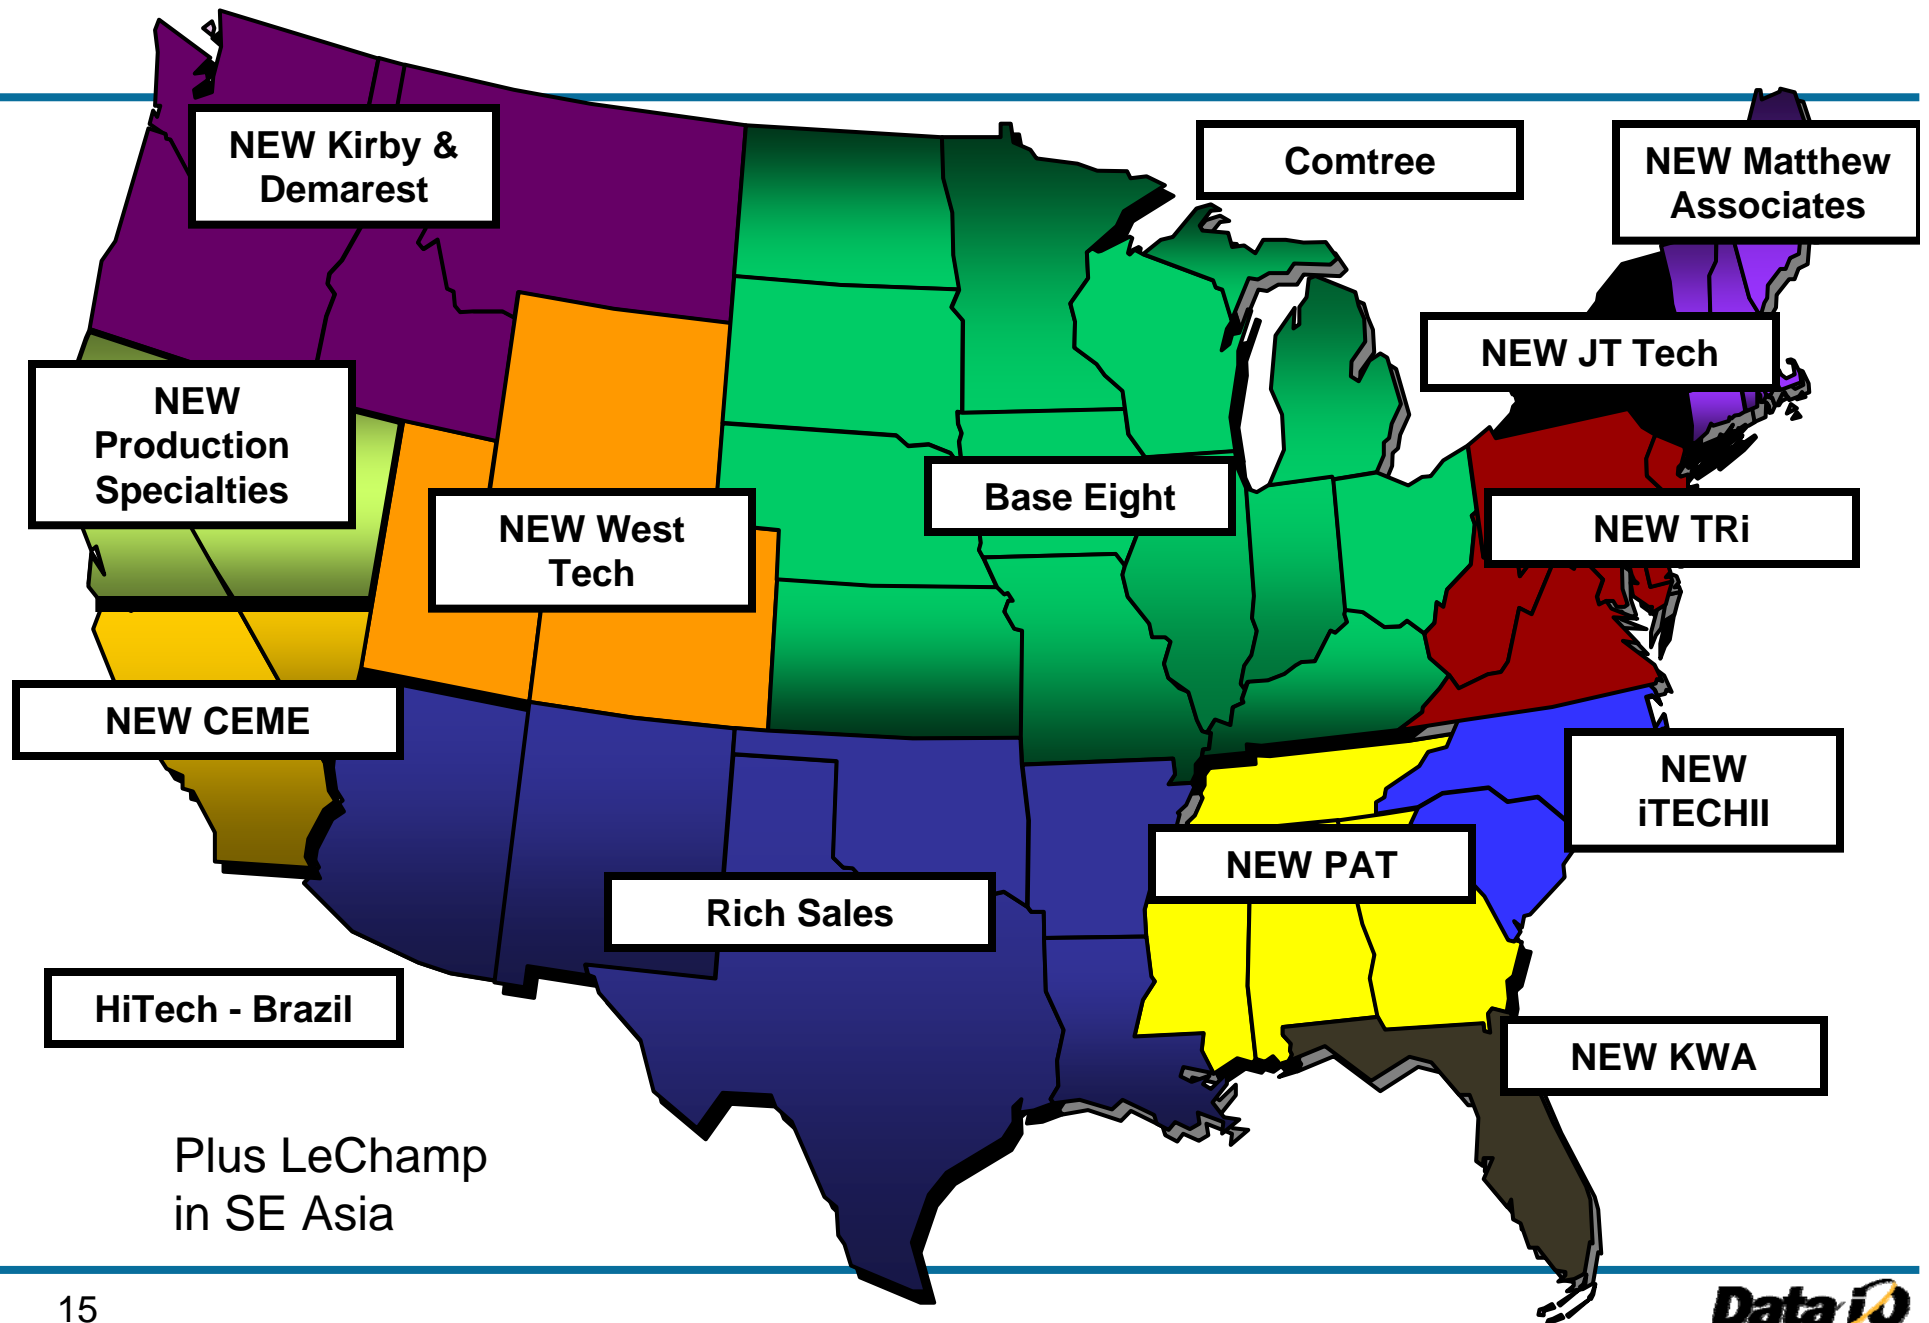 NEW Kirby &
Demarest
Comtree
NEW Matthew
Associates
NEW JT Tech
NEW
Production
Specialties
Base Eight
NEW West
Tech
NEW TRi
NEW CEME
NEW
iTECHII
NEW PAT
Rich Sales
HiTech - Brazil
NEW KWA
Plus LeChamp
in SE Asia
15
Data iO